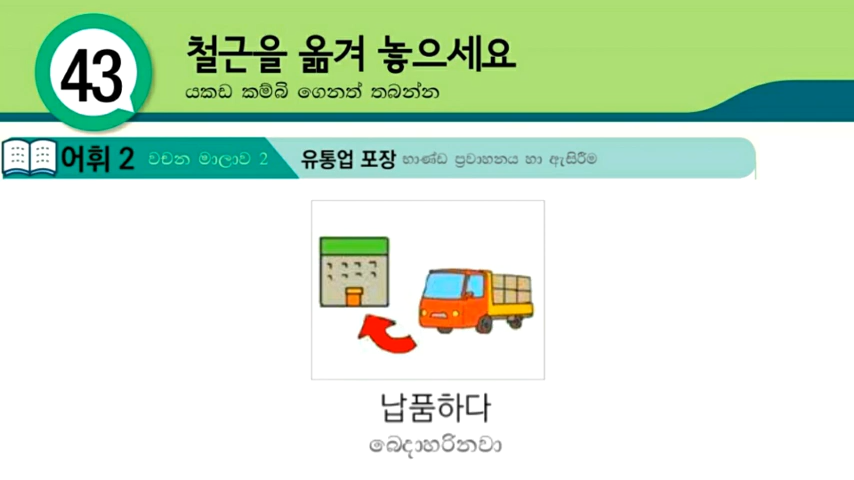 43
철근을 옮겨 놓으세요
යකඩ කම්බි ගෙනත් තබන්න
어휘 2 වචන මාලාව 2 유통업 포장 භාණ්ඩ ප්‍රවාහනය හා ඇසිරීම
납품하다
බෙදාහරිනවා